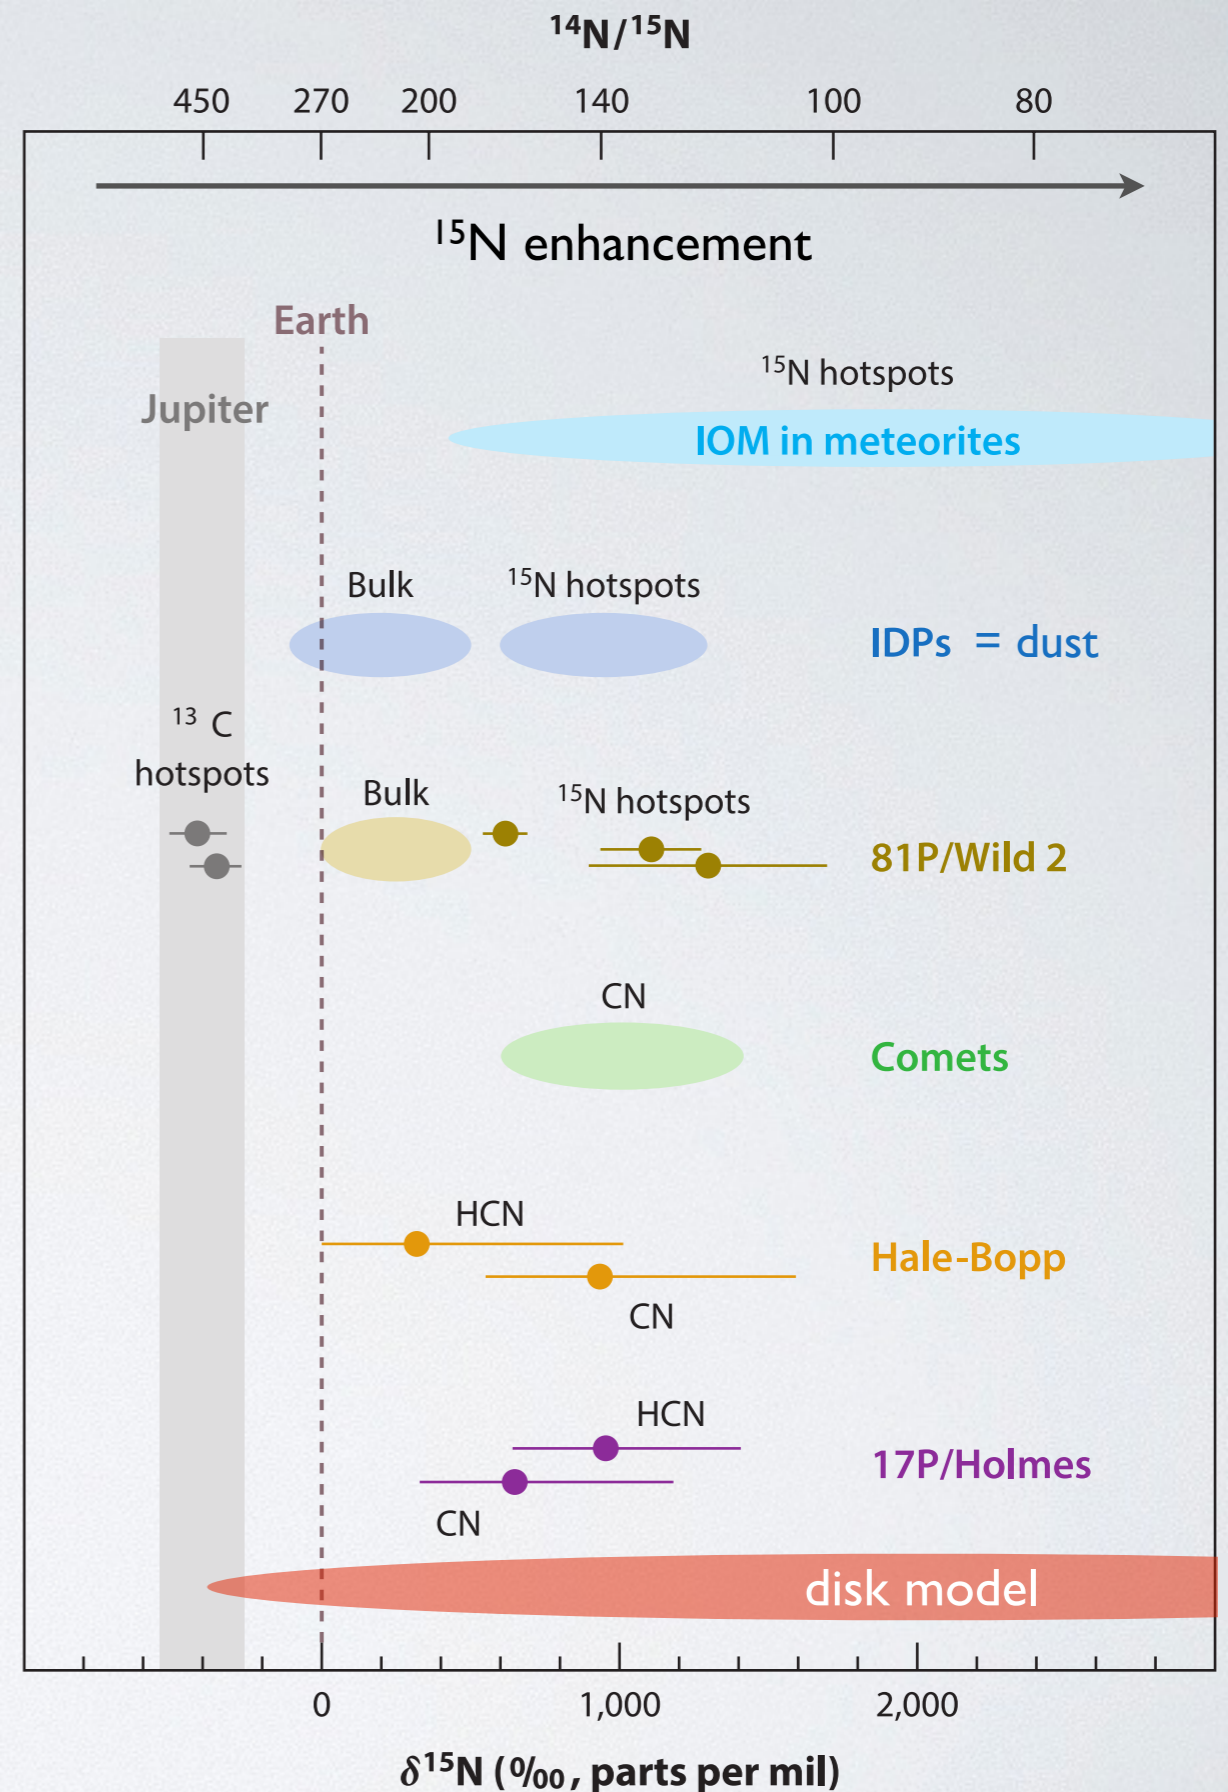 ¹⁴N/¹⁵N
450 270 200 140 100 80
¹⁵N enhancement
Earth
Jupiter
¹⁵N hotspots
IOM in meteorites
Bulk
¹⁵N hotspots
IDPs = dust
¹³ C
hotspots
Bulk
¹⁵N hotspots
81P/Wild 2
CN
Comets
HCN
Hale-Bopp
CN
HCN
17P/Holmes
CN
disk model
0 1,000 2,000
δ¹⁵N (‰, parts per mil)